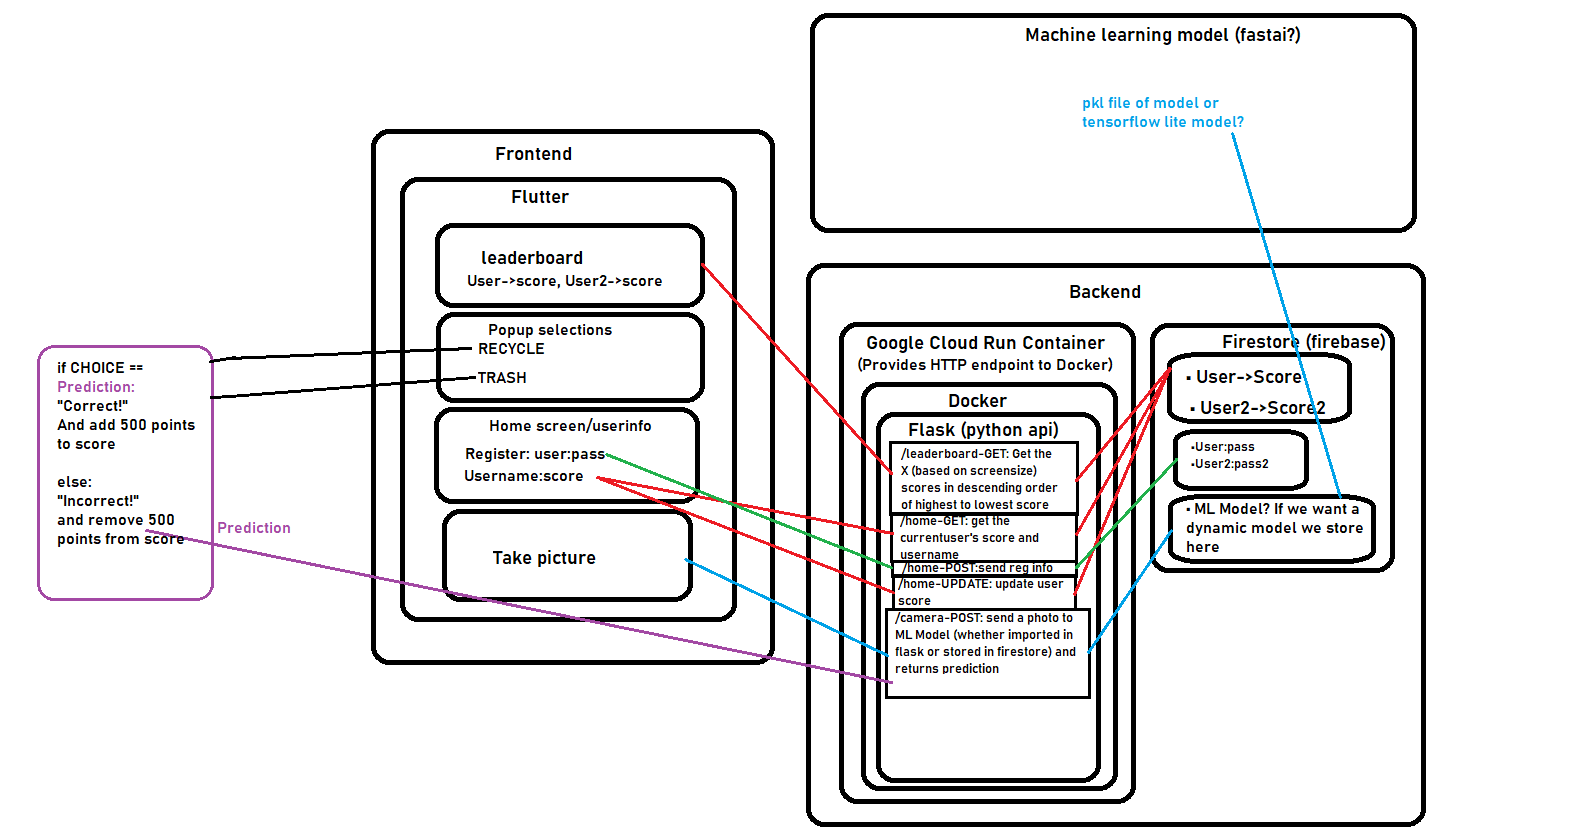 Machine learning model (fastai?)
pkl file of model or
tensorflow lite model?
Frontend
Flutter
leaderboard
User->score, User2->score
Popup selections
RECYCLE
TRASH
Home screen/userinfo
Register: user:pass
Username:score
Take picture
if CHOICE ==
Prediction:
"Correct!"
And add 500 points
to score
else:
"Incorrect!"
and remove 500
points from score
Prediction
Backend
Google Cloud Run Container
(Provides HTTP endpoint to Docker)
Docker
Flask (python api)
/leaderboard-GET: Get the
X (based on screensize)
scores in descending order
of highest to lowest score
/home-GET: get the
currentuser's score and
username
/home-POST:send reg info
/home-UPDATE: update user
score
/camera-POST: send a photo to
ML Model (whether imported in
flask or stored in firestore) and
returns prediction
Firestore (firebase)
• User->Score
• User2->Score2
•User:pass
•User2:pass2
• ML Model? If we want a
dynamic model we store
here